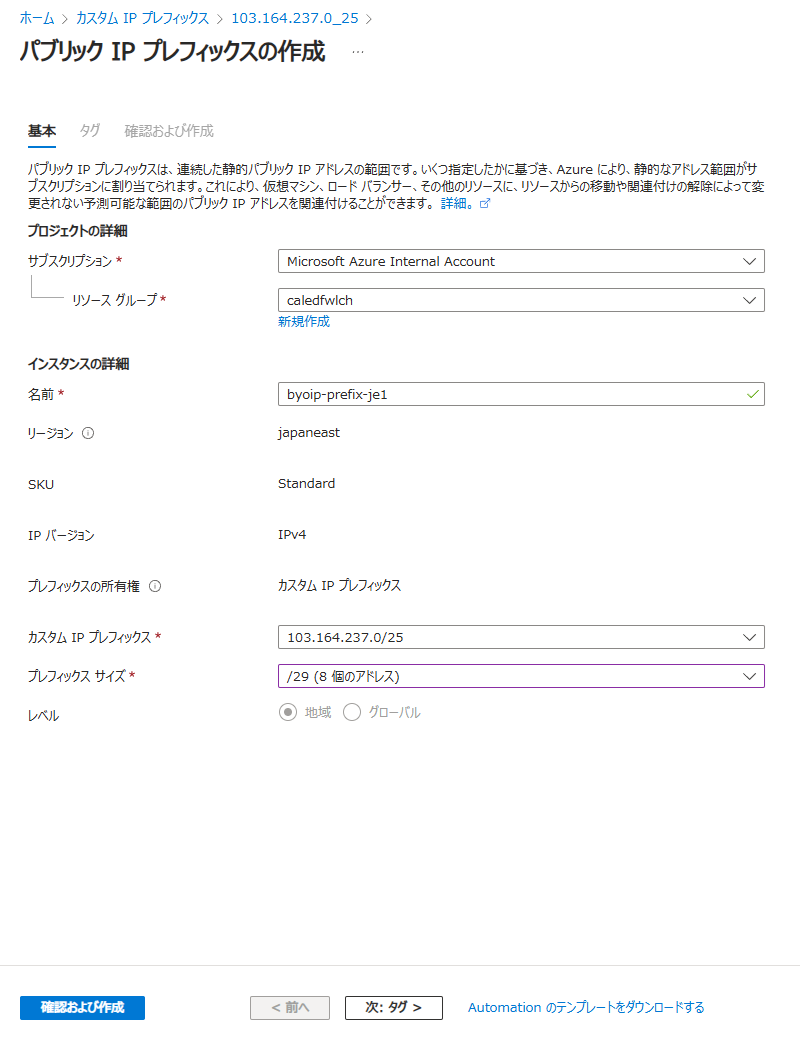 ホーム > カスタム IP プレフィックス > 103.164.237.0_25 >
パブリック IP プレフィックスの作成 …
基本 タグ 確認および作成
パブリック IP プレフィックスは、連続した静的パブリック IP アドレスの範囲です。いくつ指定したかに基づき、Azure により、静的なアドレス範囲がサ
ブスクリプションに割り当てられます。これにより、仮想マシン、ロード バランサー、その他のリソースに、リソースからの移動や関連付けの解除によって変
更されない予測可能な範囲のパブリック IP アドレスを関連付けることができます。 詳細。
プロジェクトの詳細
サブスクリプション * Microsoft Azure Internal Account
リソース グループ * caledfwlch
新規作成
インスタンスの詳細
名前 * byoip-prefix-je1
リージョン japaneast
SKU Standard
IP バージョン IPv4
プレフィックスの所有権 カスタム IP プレフィックス
カスタム IP プレフィックス * 103.164.237.0/25
プレフィックス サイズ * /29 (8 個のアドレス)
レベル 地域 グローバル
確認および作成 < 前へ 次: タグ > Automation のテンプレートをダウンロードする